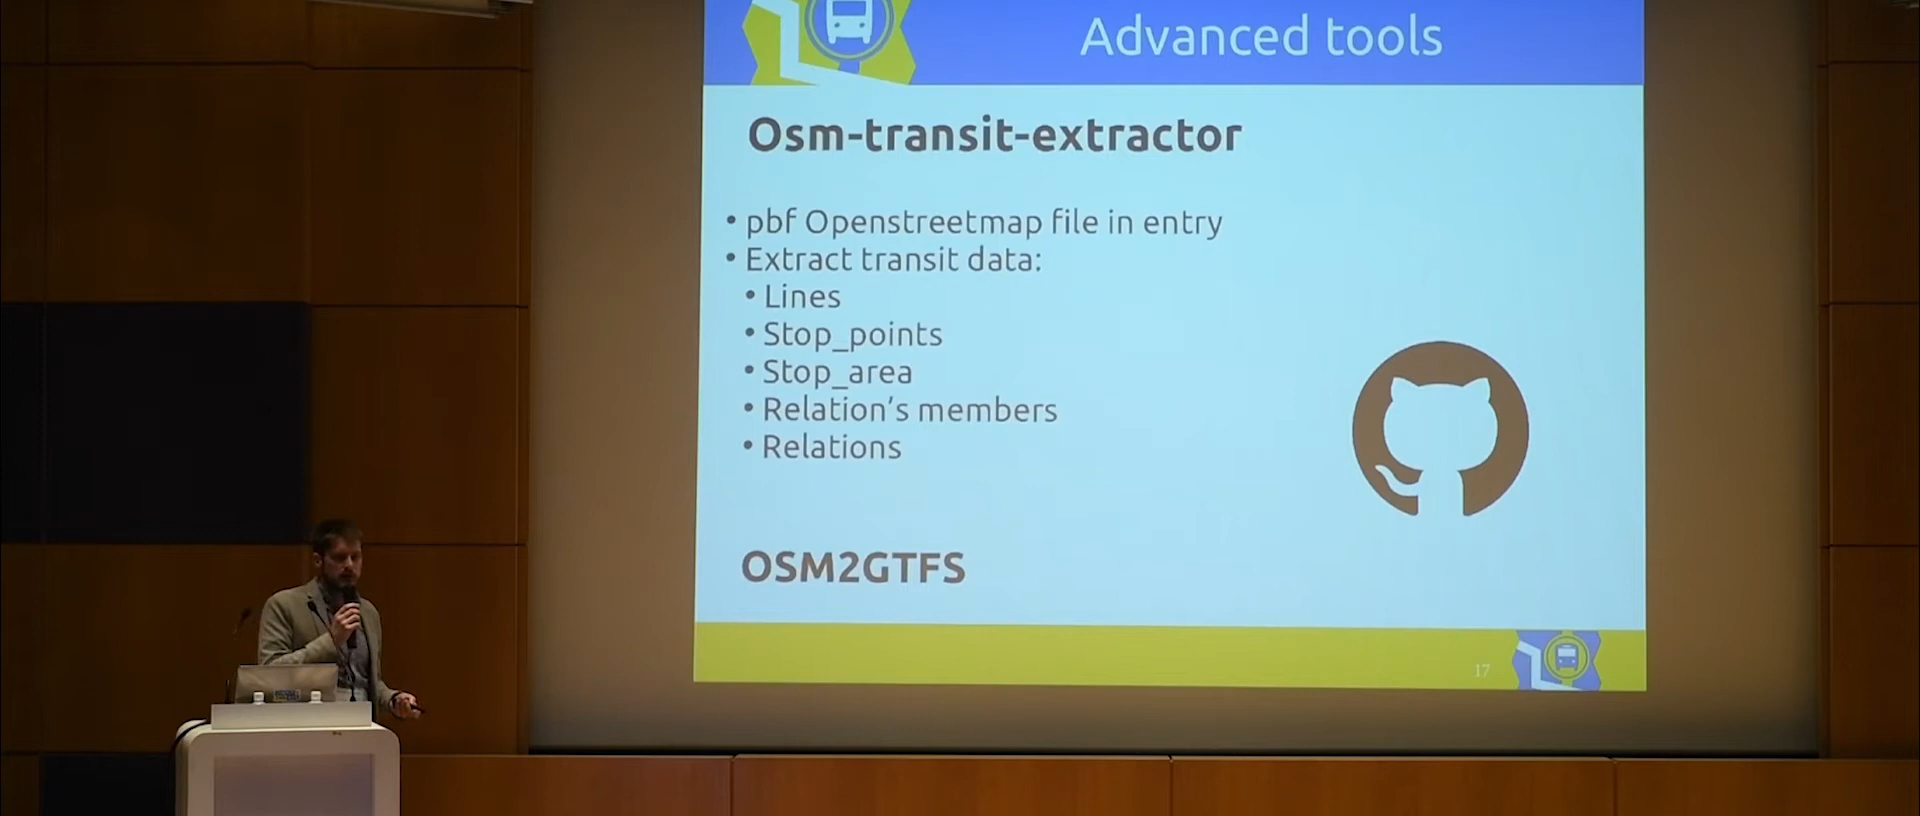 Advanced tools
Osm-transit-extractor
• pbf Openstreetmap file in entry
• Extract transit data:
• Lines
• Stop_points
• Stop_area
• Relation's members
• Relations
OSM2GTFS
17